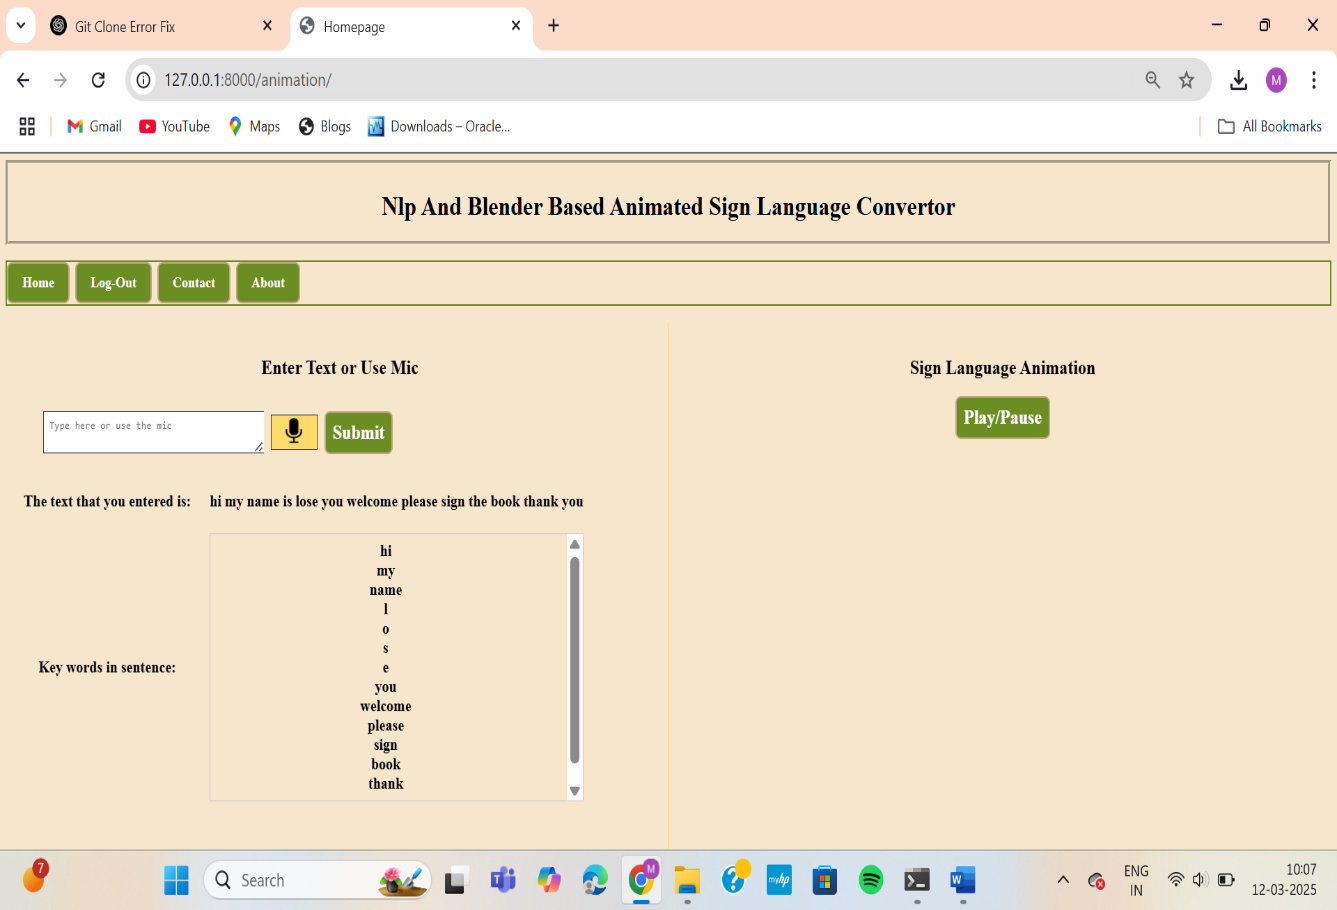 Git Clone Error Fix
Homepage
127.0.0.1:8000/animation/
M
Gmail
YouTube
Maps
Blogs
Downloads – Oracle...
All Bookmarks
Nlp And Blender Based Animated Sign Language Convertor
Home
Log-Out
Contact
About
Enter Text or Use Mic
Type here or use the mic
Submit
The text that you entered is: hi my name is lose you welcome please sign the book thank you
Key words in sentence:
hi
my
name
l
o
s
e
you
welcome
please
sign
book
thank
Sign Language Animation
Play/Pause
7
Search
T
M
?
myhp
W
ENG
IN
10:07
12-03-2025